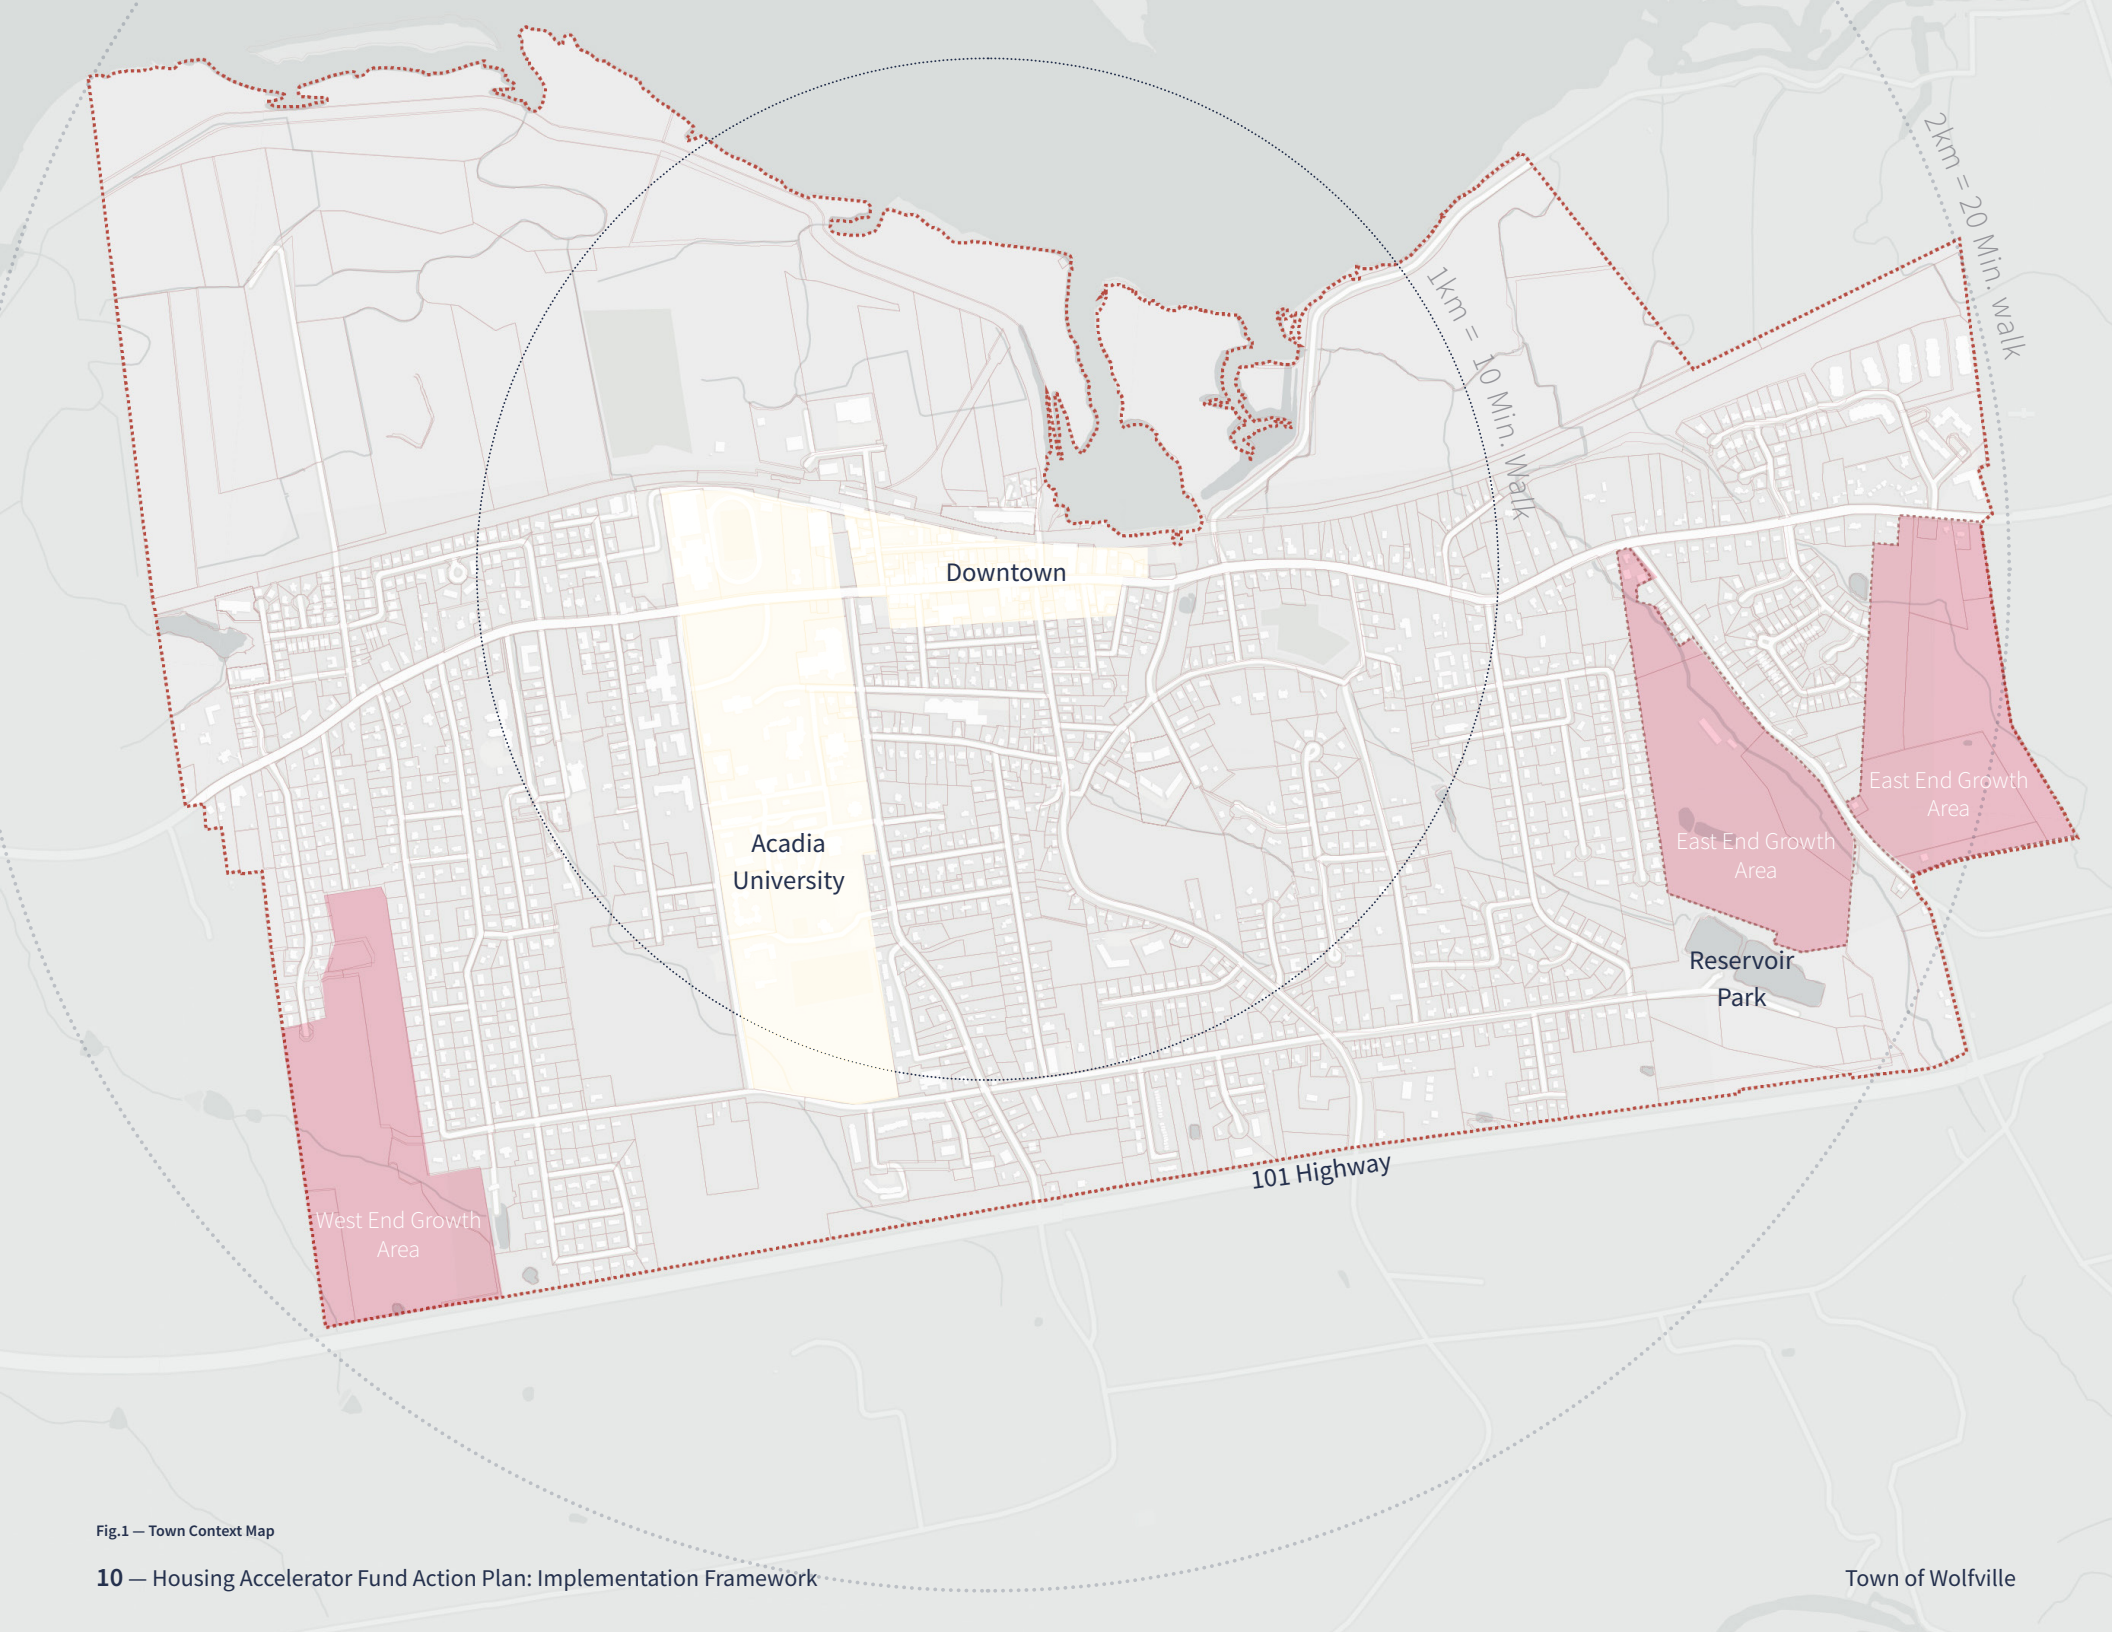 2km = 20 Min. walk
1km = 10 Min. Walk
Downtown
Acadia
University
East End Growth
Area
East End Growth
Area
Reservoir
Park
101 Highway
West End Growth
Area
Fig.1 — Town Context Map
10 — Housing Accelerator Fund Action Plan: Implementation Framework
Town of Wolfville